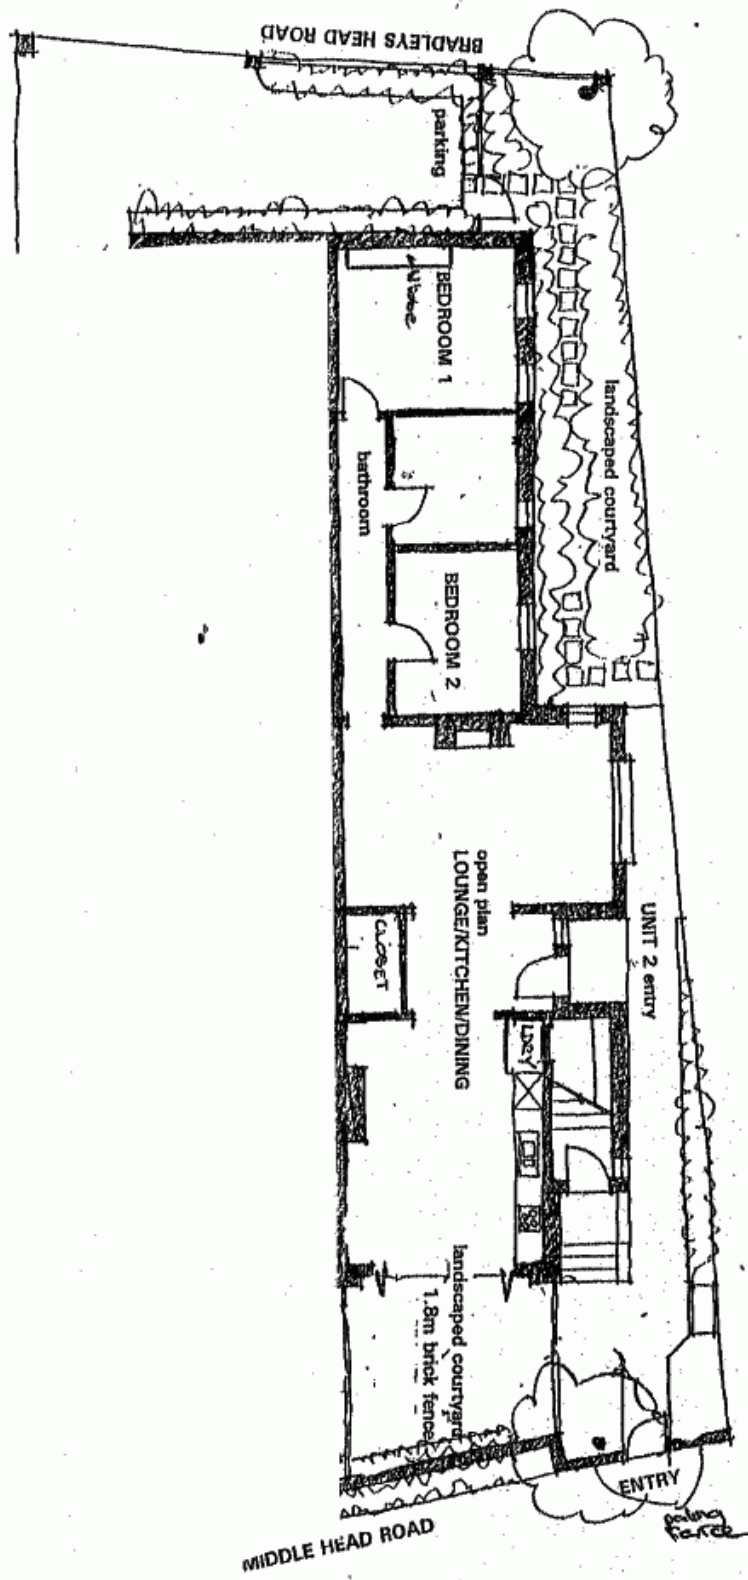 BRADLEYS HEAD ROAD
parking
BEDROOM 1
landscaped courtyard
bathroom
BEDROOM 2
open plan
LOUNGE/KITCHEN/DINING
CLOSET
UNIT 2 entry
LDRY
landscaped courtyard
1.8m brick fence
ENTRY
paling
fence
MIDDLE HEAD ROAD